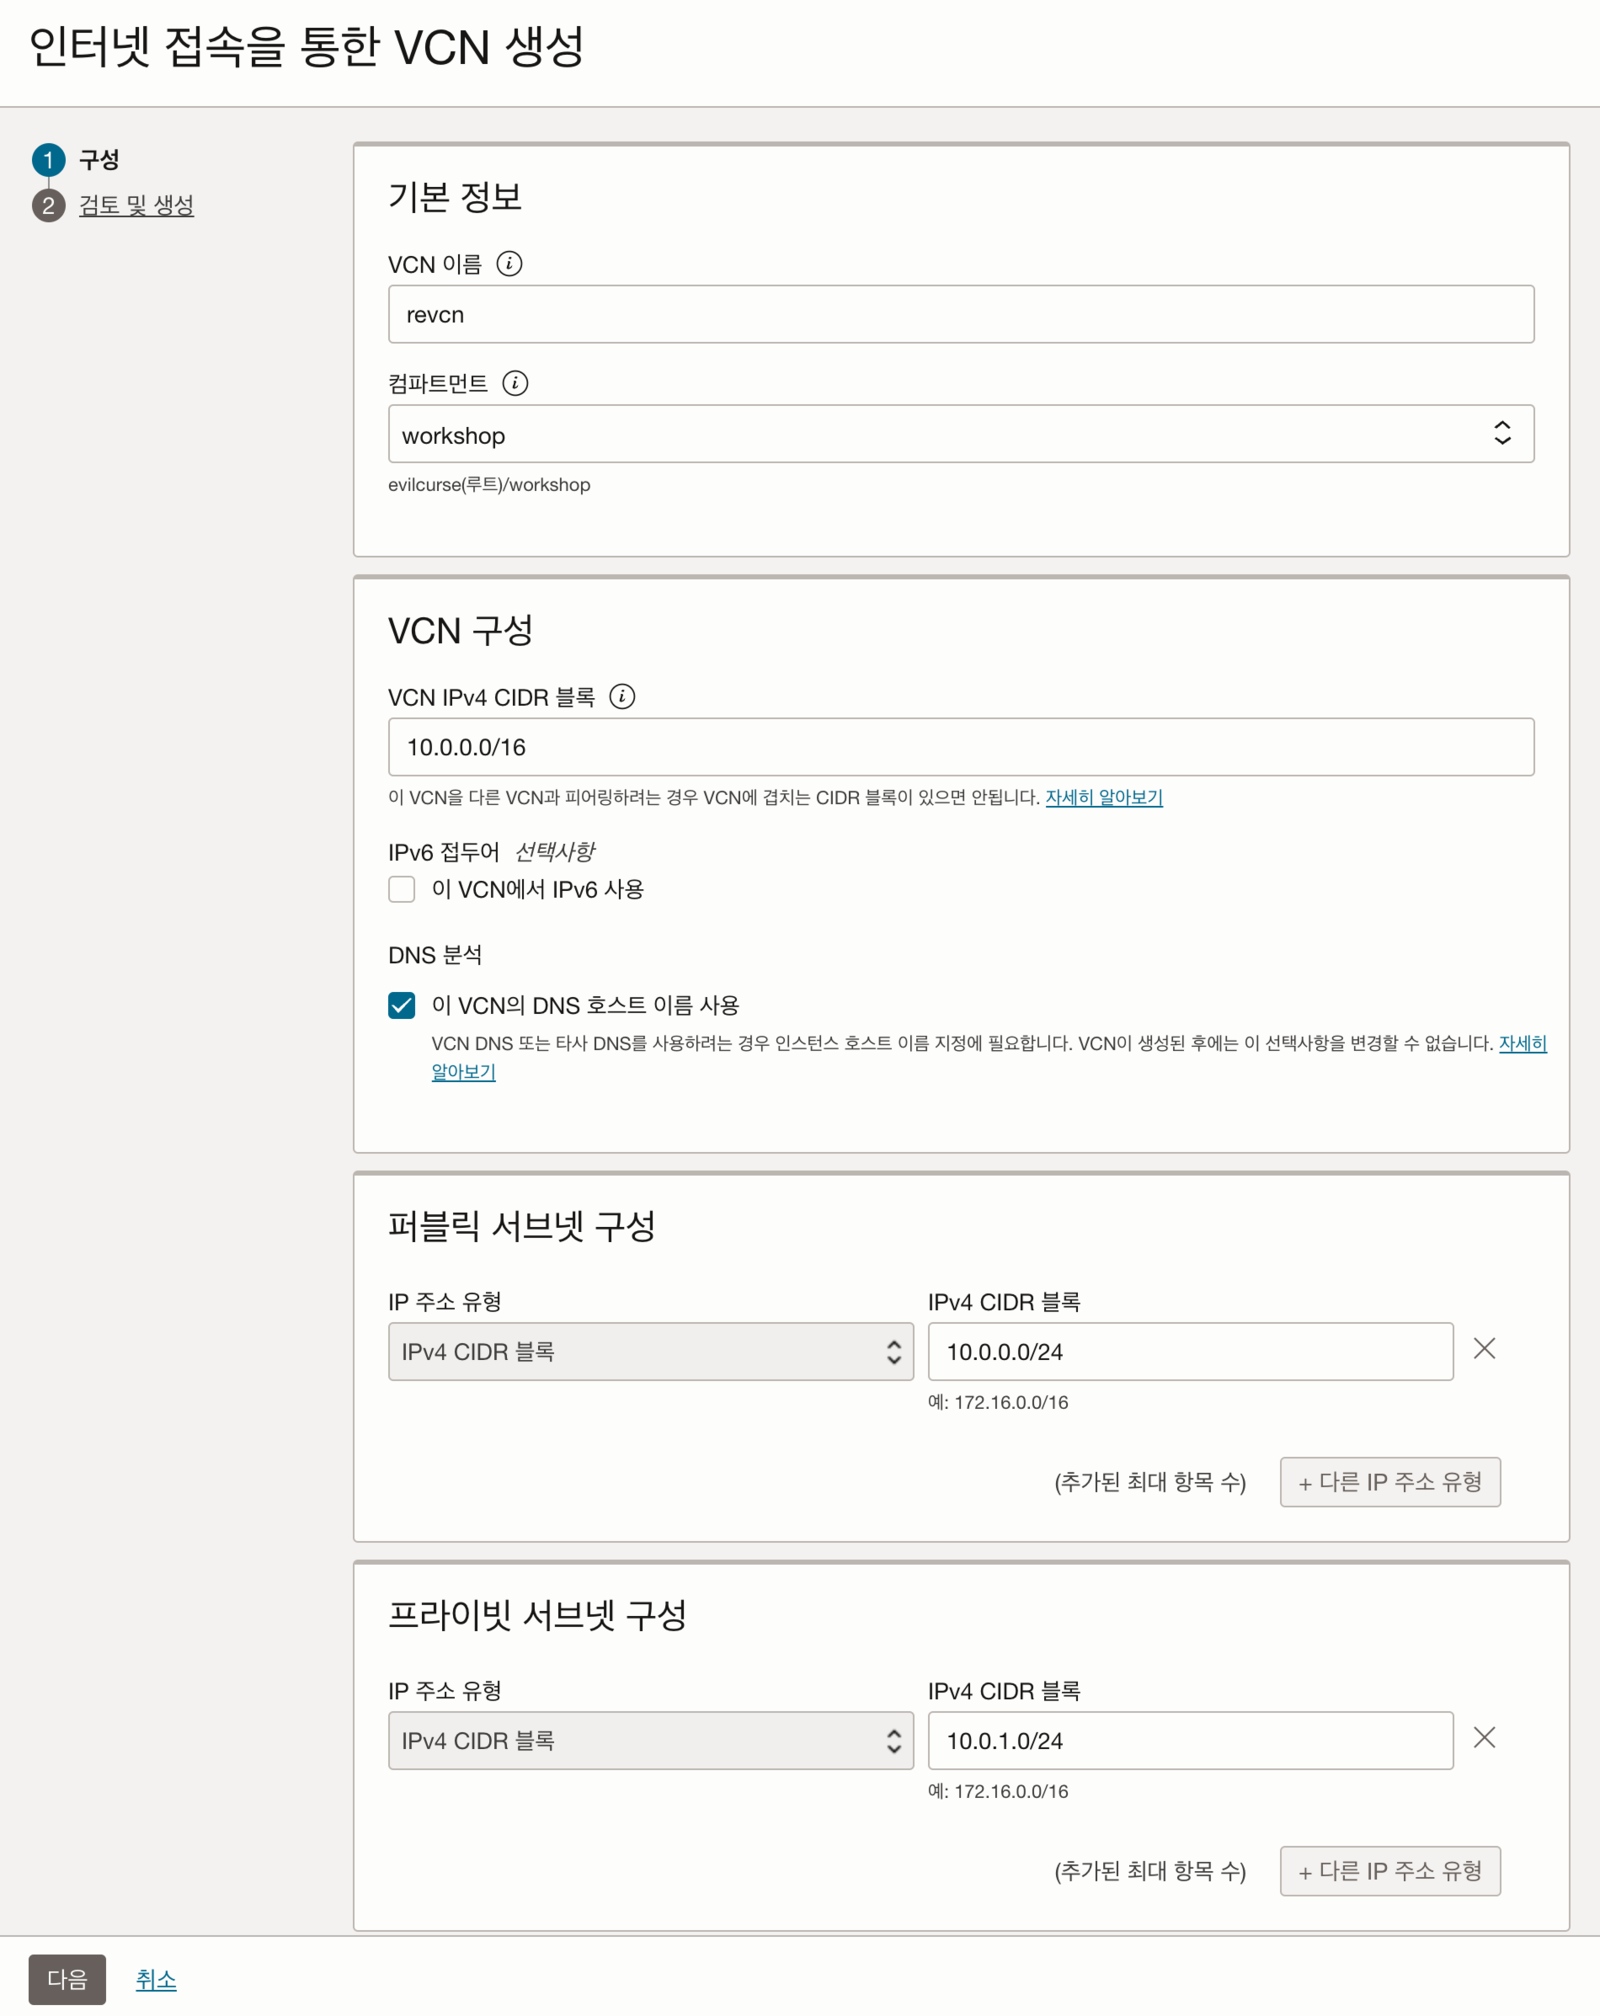 인터넷 접속을 통한 VCN 생성
1 구성
2 검토 및 생성
기본 정보
VCN 이름 i
revcn
컴파트먼트 i
workshop
evilcurse(루트)/workshop
VCN 구성
VCN IPv4 CIDR 블록 i
10.0.0.0/16
이 VCN을 다른 VCN과 피어링하려는 경우 VCN에 겹치는 CIDR 블록이 있으면 안됩니다. 자세히 알아보기
IPv6 접두어 선택사항
이 VCN에서 IPv6 사용
DNS 분석
이 VCN의 DNS 호스트 이름 사용
VCN DNS 또는 타사 DNS를 사용하려는 경우 인스턴스 호스트 이름 지정에 필요합니다. VCN이 생성된 후에는 이 선택사항을 변경할 수 없습니다. 자세히
알아보기
퍼블릭 서브넷 구성
IP 주소 유형 IPv4 CIDR 블록
IPv4 CIDR 블록 10.0.0.0/24
예: 172.16.0.0/16
(추가된 최대 항목 수) + 다른 IP 주소 유형
프라이빗 서브넷 구성
IP 주소 유형 IPv4 CIDR 블록
IPv4 CIDR 블록 10.0.1.0/24
예: 172.16.0.0/16
(추가된 최대 항목 수) + 다른 IP 주소 유형
다음 취소